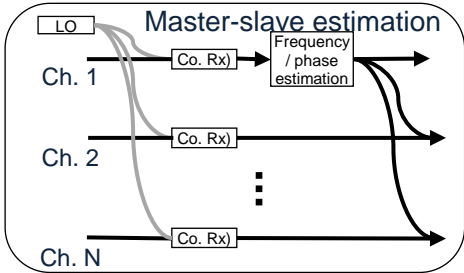 Master-slave estimation
LO
Ch. 1
Co. Rx)
Frequency
/ phase
estimation
Ch. 2
Co. Rx)
Ch. N
Co. Rx)